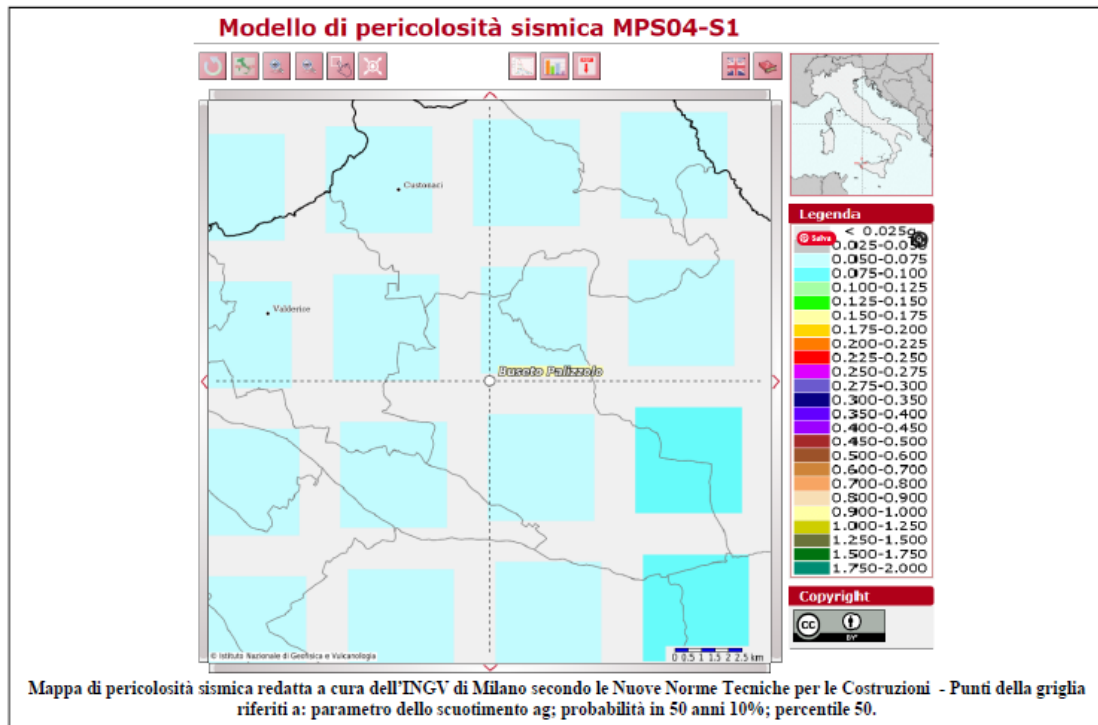 Modello di pericolosità sismica MPS04-S1
Custonaci
Valderice
Buseto Palizzolo
© Istituto Nazionale di Geofisica e Vulcanologia
0 0.5 1 1.5 2 2.5 km
Legenda
Salva
< 0.025g
0.025-0.050
0.050-0.075
0.075-0.100
0.100-0.125
0.125-0.150
0.150-0.175
0.175-0.200
0.200-0.225
0.225-0.250
0.250-0.275
0.275-0.300
0.300-0.350
0.350-0.400
0.400-0.450
0.450-0.500
0.500-0.600
0.600-0.700
0.700-0.800
0.800-0.900
0.900-1.000
1.000-1.250
1.250-1.500
1.500-1.750
1.750-2.000
Copyright
CC BY
Mappa di pericolosità sismica redatta a cura dell'INGV di Milano secondo le Nuove Norme Tecniche per le Costruzioni - Punti della griglia
riferiti a: parametro dello scuotimento ag; probabilità in 50 anni 10%; percentile 50.